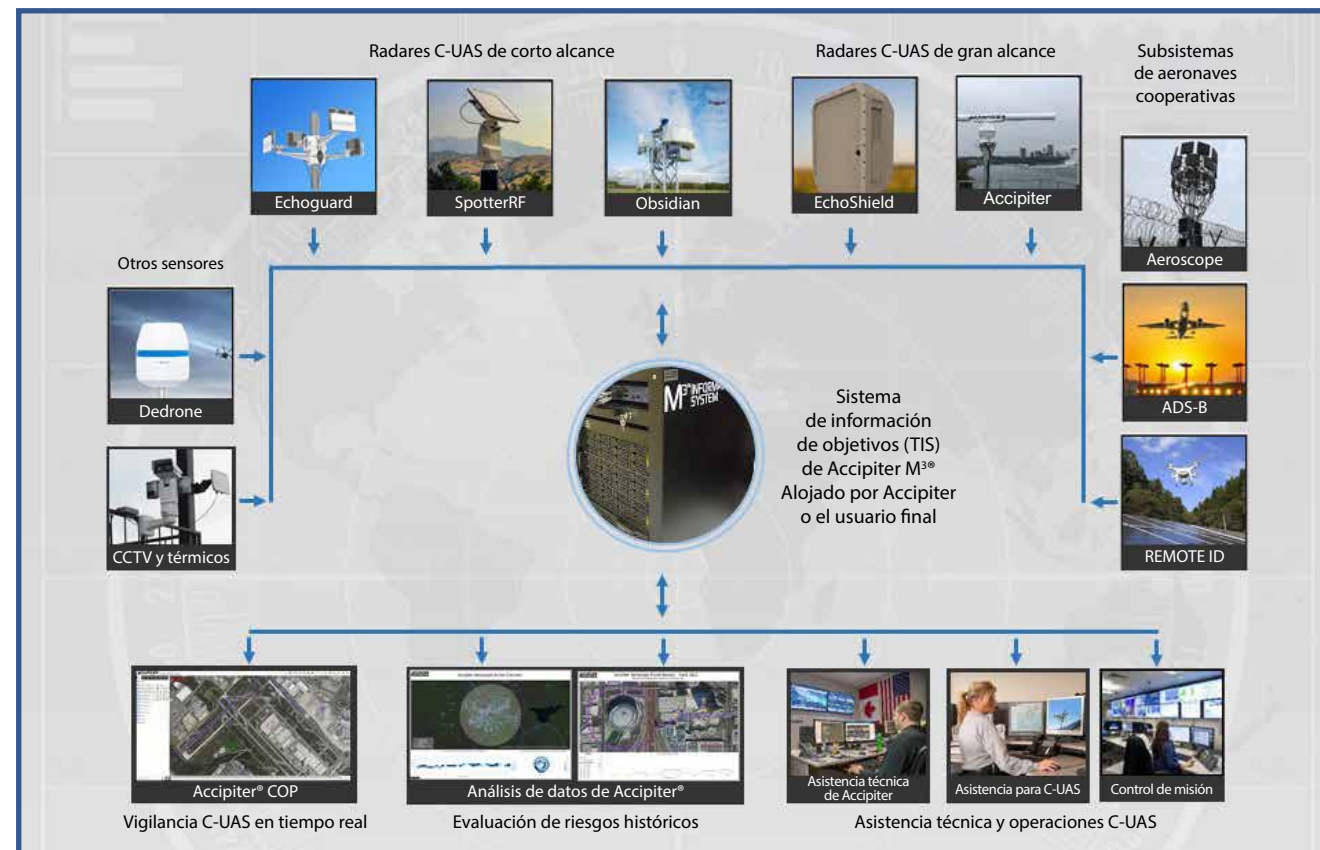 Radares C-UAS de corto alcance
Radares C-UAS de gran alcance
Subsistemas
de aeronaves
cooperativas
Echoguard
SpotterRF
Obsidian
EchoShield
Accipiter
Aeroscope
Otros sensores
Dedrone
ADS-B
CCTV y térmicos
REMOTE ID
M³® INFORMA
SYSTEM
Sistema
de información
de objetivos (TIS)
de Accipiter M³®
Alojado por Accipiter
o el usuario final
Accipiter® COP
Análisis de datos de Accipiter®
Asistencia técnica
de Accipiter
Asistencia para C-UAS
Control de misión
Vigilancia C-UAS en tiempo real
Evaluación de riesgos históricos
Asistencia técnica y operaciones C-UAS